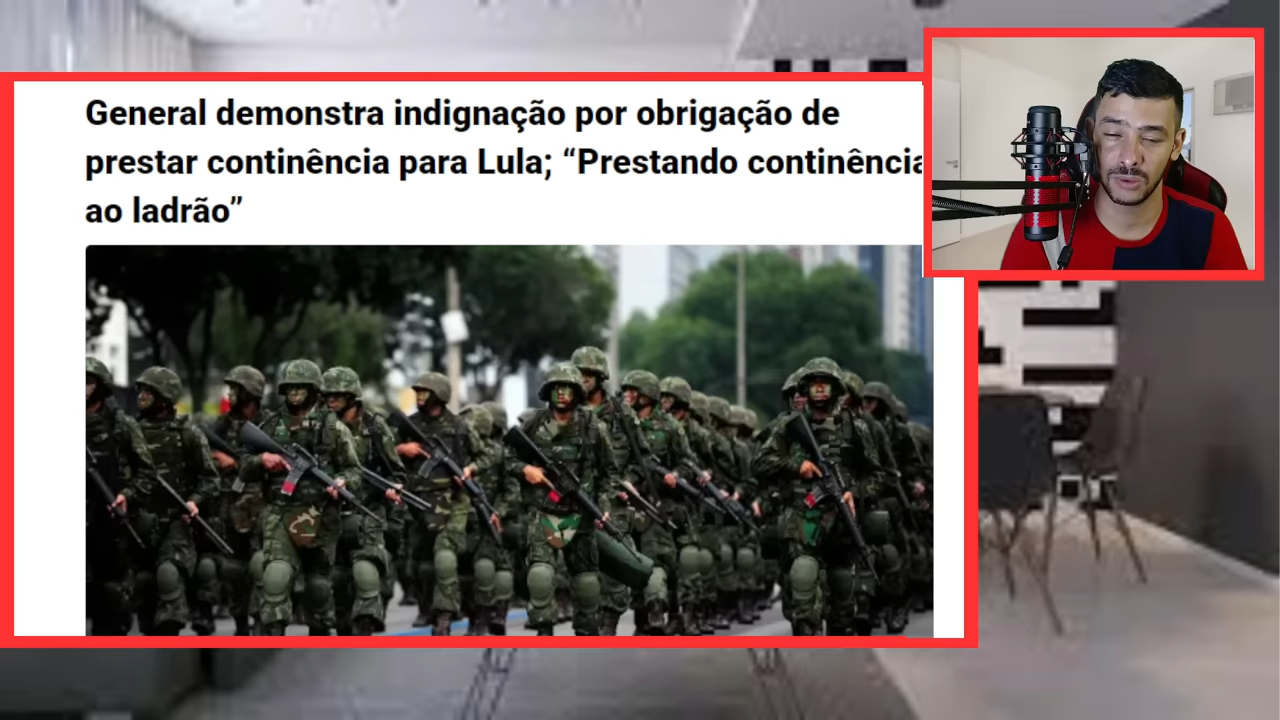 General demonstra indignação por obrigação de
prestar continência para Lula; “Prestando continência
ao ladrão”